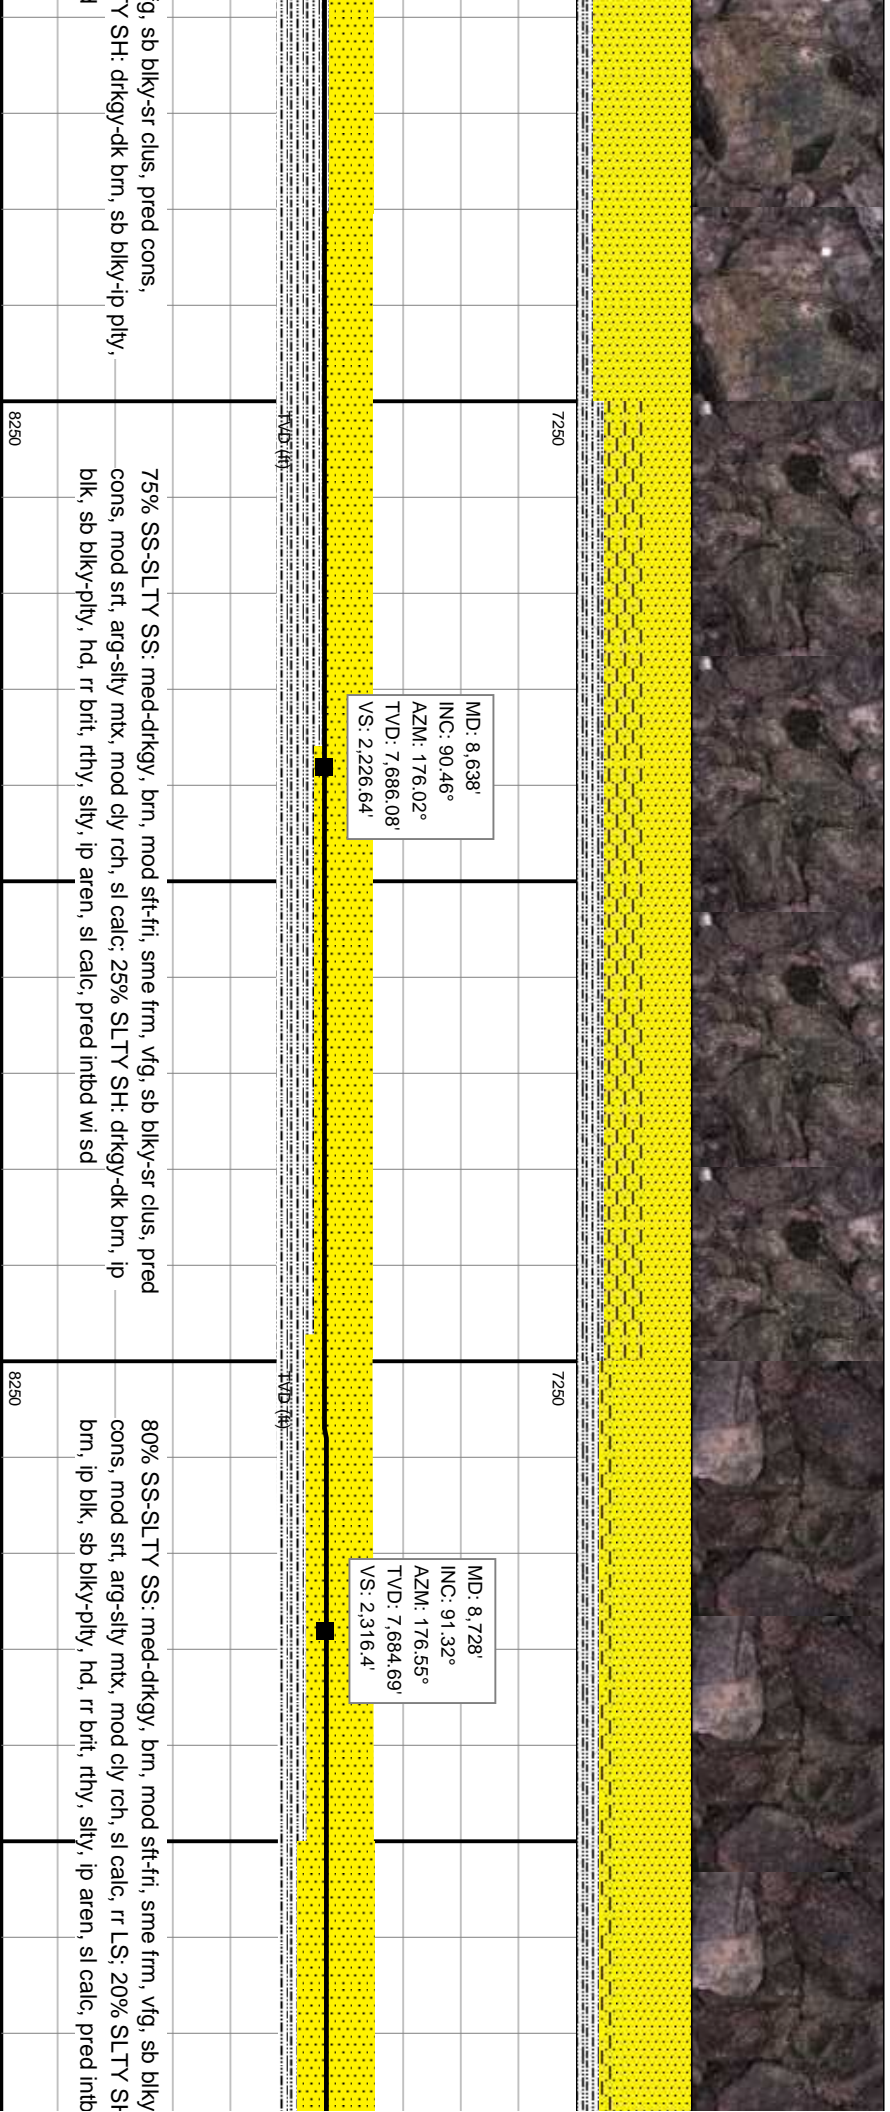 fg, sb blky-sr clus, pred cons,
TY SH: drkgy-dk brn, sb blky-ip plty,
8250
TVD (ft)
7250
75% SS-SLTY SS: med-drkgy, brn, mod sft-fri, sme frm, vfg, sb blky-sr clus, pred
cons, mod srt, arg-slty mtx, mod cly rch, sl calc; 25% SLTY SH: drkgy-dk brn, ip
blk, sb blky-plty, hd, rr brit, rthy, slty, ip aren, sl calc, pred intbd wi sd
MD: 8,638'
INC: 90.46°
AZM: 176.02°
TVD: 7,686.08'
VS: 2,226.64'
8250
TVD (ft)
7250
80% SS-SLTY SS: med-drkgy, brn, mod sft-fri, sme frm, vfg, sb blky
cons, mod srt, arg-slty mtx, mod cly rch, sl calc, rr LS; 20% SLTY SH
brn, ip blk, sb blky-plty, hd, rr brit, rthy, slty, ip aren, sl calc, pred intb
MD: 8,728'
INC: 91.32°
AZM: 176.55°
TVD: 7,684.69'
VS: 2,316.4'